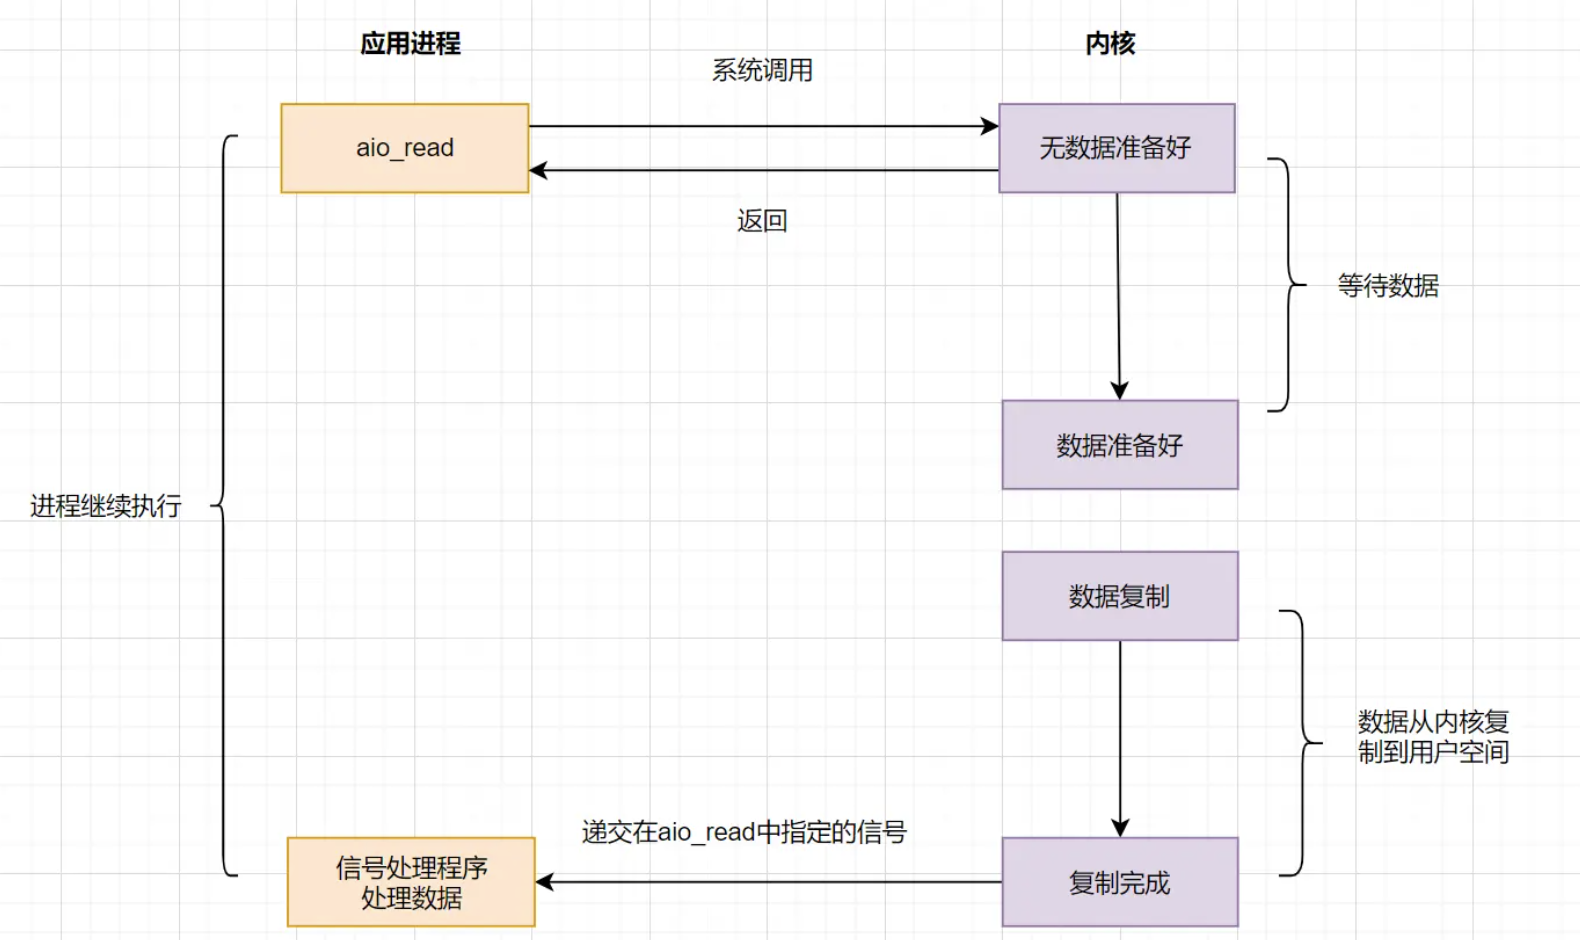 应用进程
内核
系统调用
aio_read
无数据准备好
返回
等待数据
数据准备好
进程继续执行
数据复制
数据从内核复
制到用户空间
递交在aio_read中指定的信号
信号处理程序
处理数据
复制完成